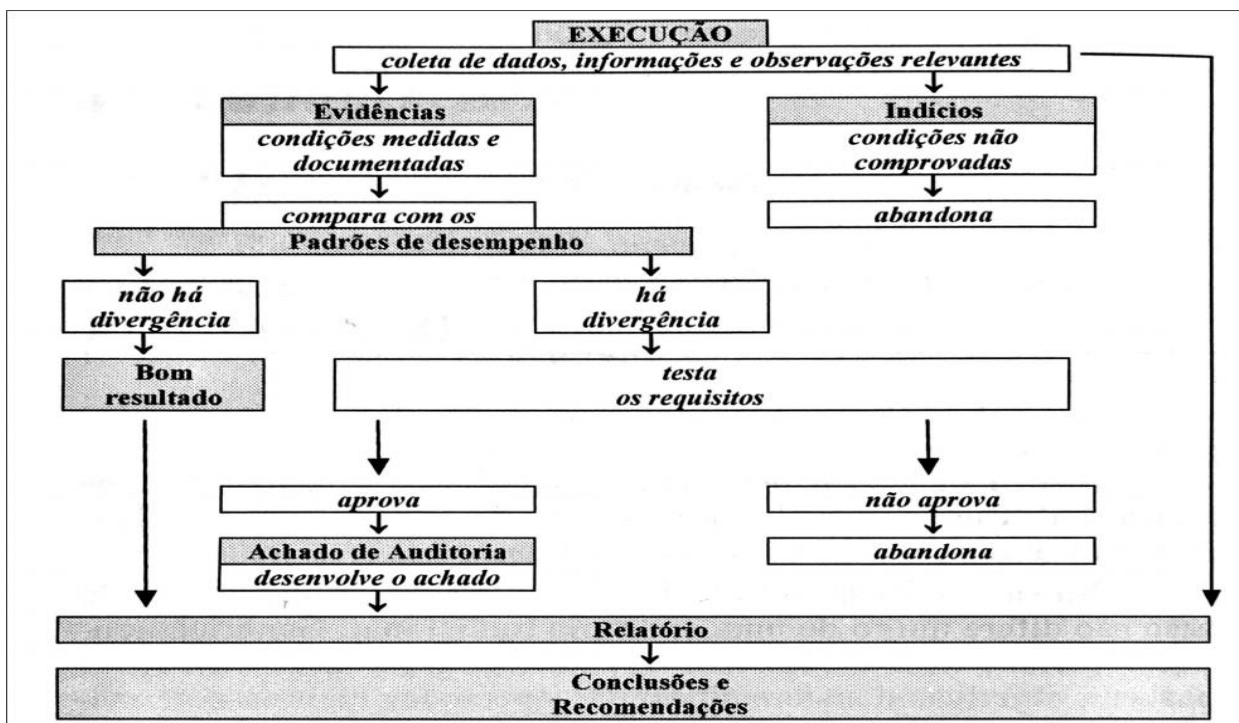 EXECUÇÃO
coleta de dados, informações e observações relevantes
Evidências
condições medidas e
documentadas
Indícios
condições não
comprovadas
compara com os
abandona
Padrões de desempenho
não há
divergência
há
divergência
Bom
resultado
testa
os requisitos
aprova
não aprova
Achado de Auditoria
desenvolve o achado
abandona
Relatório
Conclusões e
Recomendações